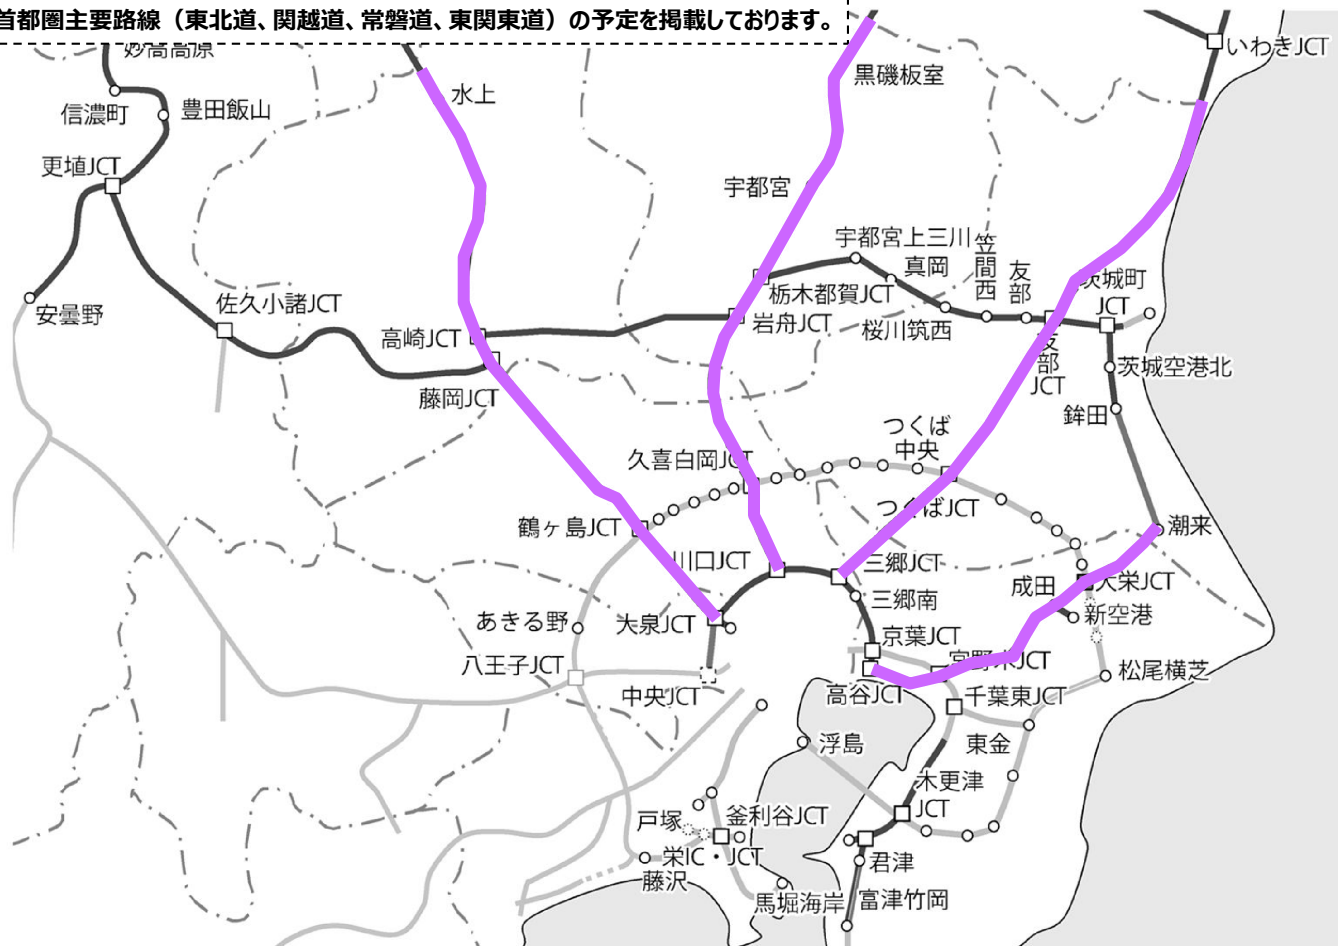 首都圏主要路線（東北道、関越道、常磐道、東関東道）の予定を掲載しております。
いわきJCT
妙高高原
黒磯板室
水上
信濃町
豊田飯山
更埴JCT
宇都宮
宇都宮上三川
笠間西
友部
真岡
茨城町
JCT
栃木都賀JCT
佐久小諸JCT
安曇野
岩舟JCT
桜川筑西
高崎JCT
友部JCT
茨城空港北
藤岡JCT
鉾田
つくば
中央
久喜白岡JCT
つくばJCT
鶴ヶ島JCT
潮来
川口JCT
三郷JCT
大栄JCT
成田
三郷南
新空港
あきる野
大泉JCT
京葉JCT
八王子JCT
宮野木JCT
松尾横芝
中央JCT
高谷JCT
千葉東JCT
浮島
東金
木更津
JCT
戸塚
釜利谷JCT
栄IC・JCT
君津
藤沢
馬堀海岸
富津竹岡